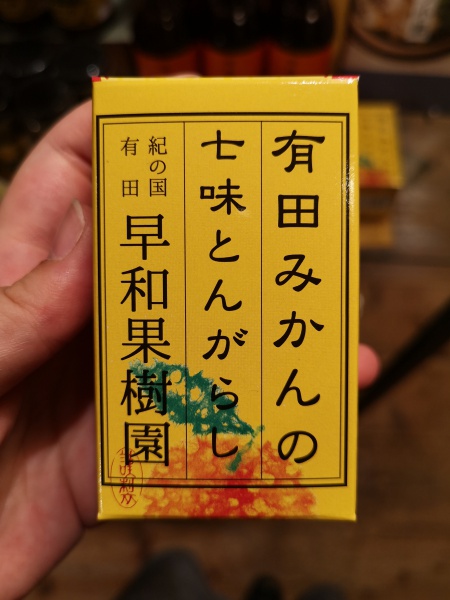 有田みかんの
七味とんがらし
紀の国
有田
早和果樹園